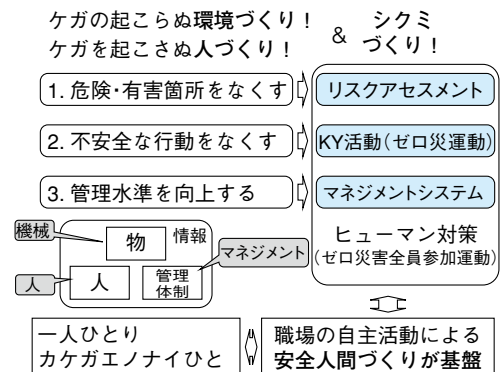 ケガの起こらぬ環境づくり！
ケガを起こさぬ人づくり！
&
シクミ
づくり！
1. 危険・有害箇所をなくす
リスクアセスメント
2. 不安全な行動をなくす
KY活動（ゼロ災運動）
3. 管理水準を向上する
マネジメントシステム
機械
物
情報
マネジメント
人
人
管理
体制
ヒューマン対策
（ゼロ災害全員参加運動）
一人ひとり
カケガエノナイひと
職場の自主活動による
安全人間づくりが基盤